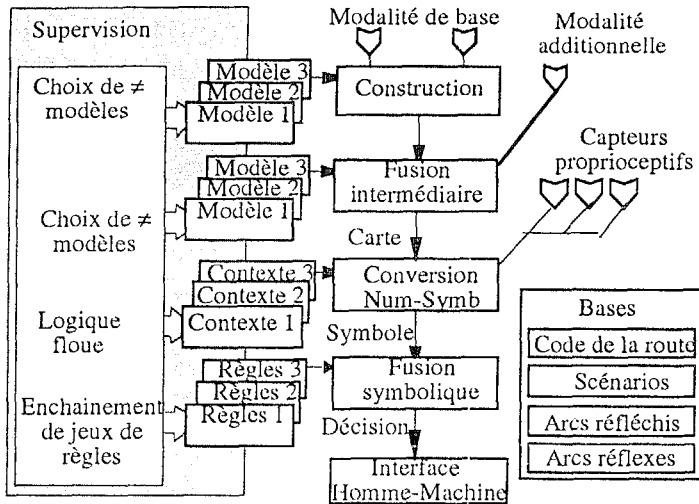 Supervision
Choix de ≠
modèles
Choix de ≠
modèles
Logique
floue
Enchainement
de jeux de
règles
Modèle 3
Modèle 2
Modèle 1
Modèle 3
Modèle 2
Modèle 1
Contexte 3
Contexte 2
Contexte 1
Règles 3
Règles 2
Règles 1
Modalité de base
Construction
Fusion
intermédiaire
Carte
Conversion
Num-Symb
Symbole
Fusion
symbolique
Décision
Interface
Homme-Machine
Modalité
additionnelle
Capteurs
proprioceptifs
Bases
Code de la route
Scénarios
Arcs réfléchis
Arcs réflexes